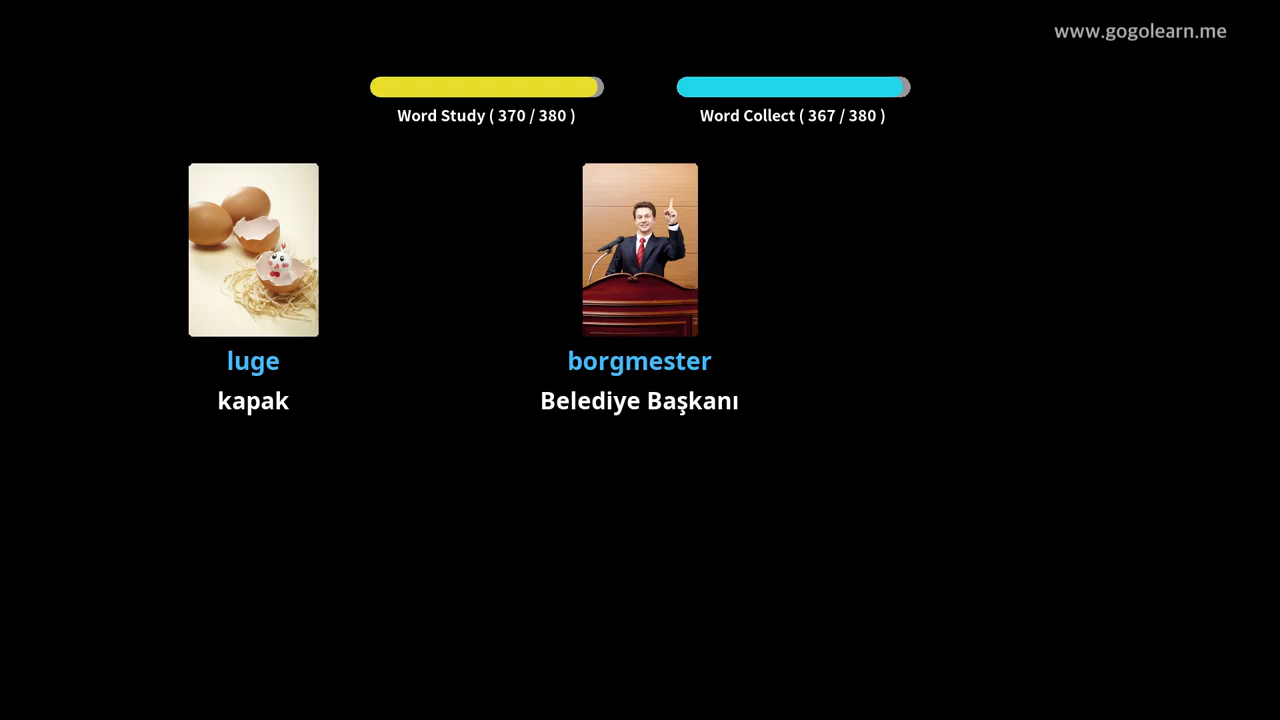 www.gogolearn.me
Word Study ( 370 / 380 )
Word Collect ( 367 / 380 )
luge
kapak
borgmester
Belediye Başkanı